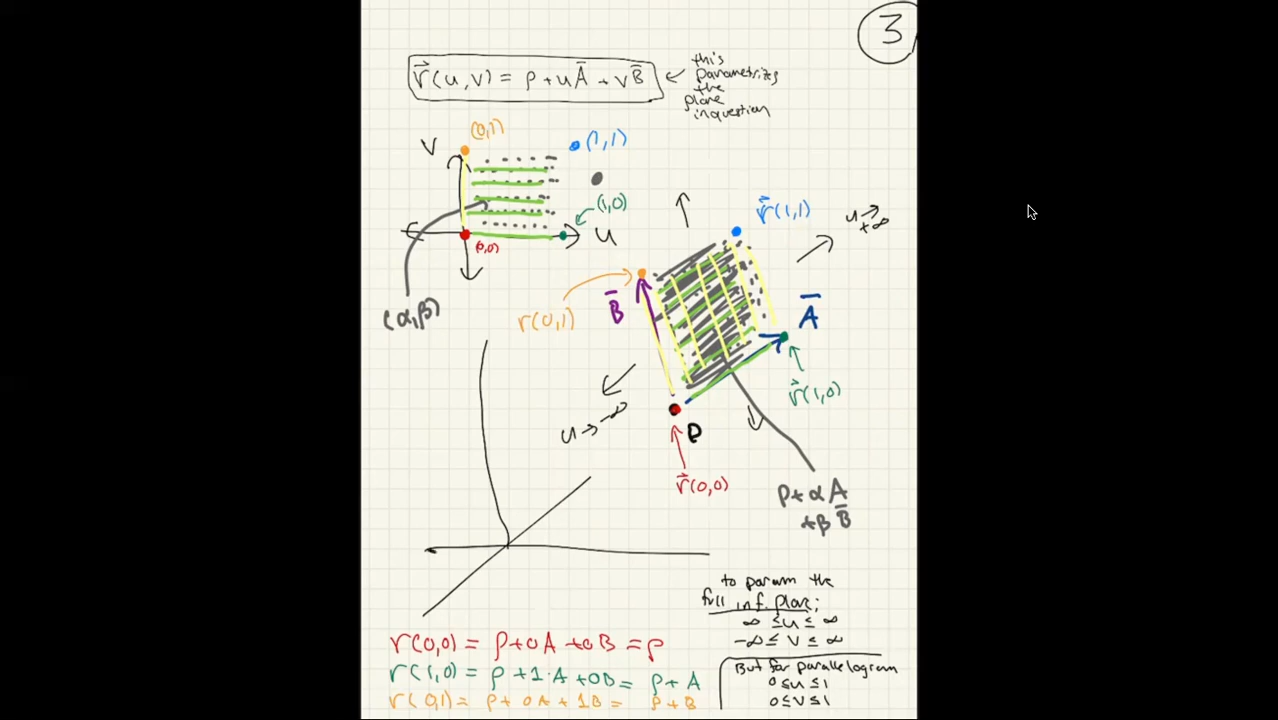 3
r⃗(u,v) = P+uA̅ + vB̅
this
parametrizes
the
plane
in question
(0,1)
(1,1)
V
(1,0)
u
(0,0)
(α,β)
r⃗(1,1)
u→
+∞
r(0,1)
B̅
A̅
r⃗(1,0)
u→-∞
P
r⃗(0,0)
P+αA̅
+βB̅
to param the
full inf. plane;
∞ ≤u≤ ∞
-∞≤ v ≤ ∞
But for parallelogram
0≤u≤1
0≤v≤1
r(0,0) = P+0A+0B = P
r(1,0) = P+1·A+0B = P+A
r(0,1) = P+0A+1B = P+B